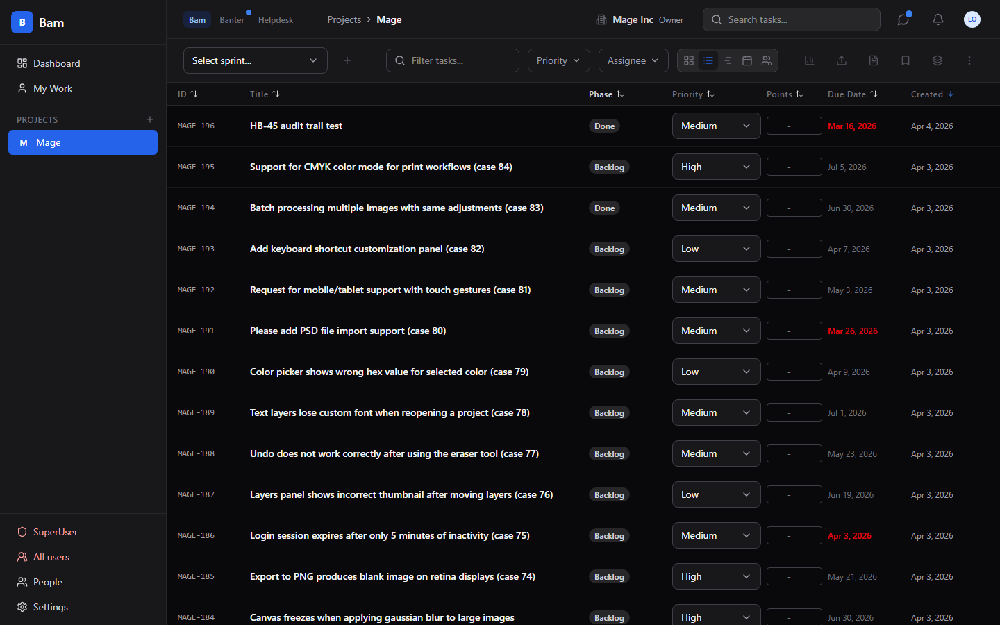 B Bam
Bam Banter Helpdesk Projects > Mage Mage Inc Owner Search tasks... EO
Dashboard
My Work
PROJECTS +
M Mage
SuperUser
All users
People
Settings
Select sprint... + Filter tasks... Priority Assignee
ID Title Phase Priority Points Due Date Created
MAGE-196 HB-45 audit trail test Done Medium - Mar 16, 2026 Apr 4, 2026
MAGE-195 Support for CMYK color mode for print workflows (case 84) Backlog High - Jul 5, 2026 Apr 3, 2026
MAGE-194 Batch processing multiple images with same adjustments (case 83) Done Medium - Jun 30, 2026 Apr 3, 2026
MAGE-193 Add keyboard shortcut customization panel (case 82) Backlog Low - Apr 7, 2026 Apr 3, 2026
MAGE-192 Request for mobile/tablet support with touch gestures (case 81) Backlog Medium - May 3, 2026 Apr 3, 2026
MAGE-191 Please add PSD file import support (case 80) Backlog Medium - Mar 26, 2026 Apr 3, 2026
MAGE-190 Color picker shows wrong hex value for selected color (case 79) Backlog Low - Apr 9, 2026 Apr 3, 2026
MAGE-189 Text layers lose custom font when reopening a project (case 78) Backlog Medium - Jul 1, 2026 Apr 3, 2026
MAGE-188 Undo does not work correctly after using the eraser tool (case 77) Backlog Medium - May 23, 2026 Apr 3, 2026
MAGE-187 Layers panel shows incorrect thumbnail after moving layers (case 76) Backlog Low - Jun 19, 2026 Apr 3, 2026
MAGE-186 Login session expires after only 5 minutes of inactivity (case 75) Backlog Medium - Apr 3, 2026 Apr 3, 2026
MAGE-185 Export to PNG produces blank image on retina displays (case 74) Backlog High - May 21, 2026 Apr 3, 2026
MAGE-184 Canvas freezes when applying gaussian blur to large images Backlog High - Jun 30, 2026 Apr 3, 2026